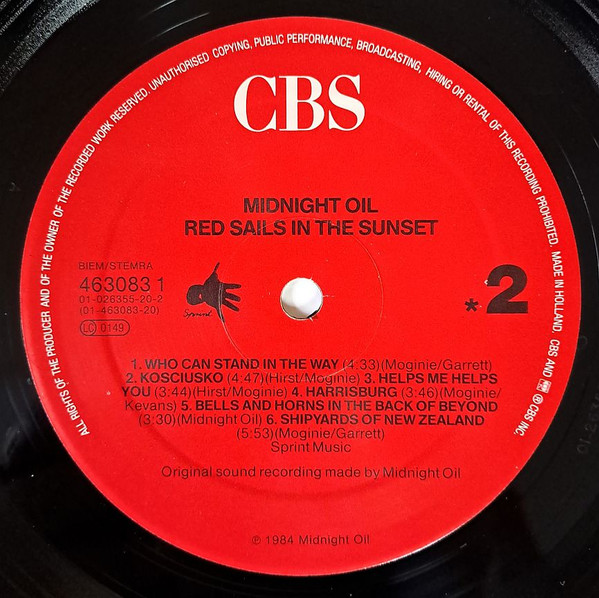 ALL RIGHTS OF THE PRODUCER AND OF THE OWNER OF THE RECORDED WORK RESERVED. UNAUTHORISED COPYING, PUBLIC PERFORMANCE, BROADCASTING, HIRING OR RENTAL OF THIS RECORDING PROHIBITED. MADE IN HOLLAND CBS AND ℗ CBS INC.
CBS
MIDNIGHT OIL
RED SAILS IN THE SUNSET
BIEM/STEMRA
463083 1
01-026355-20-2
(01-463083-20)
LC 0149
Sprint
*2
1. WHO CAN STAND IN THE WAY (4:33)(Moginie/Garrett)
2. KOSCIUSKO (4:47)(Hirst/Moginie) 3. HELPS ME HELPS
YOU (3:44)(Hirst/Moginie) 4. HARRISBURG (3:46)(Moginie/
Kevans) 5. BELLS AND HORNS IN THE BACK OF BEYOND
(3:30)(Midnight Oil) 6. SHIPYARDS OF NEW ZEALAND
(5:53)(Moginie/Garrett)
Sprint Music
Original sound recording made by Midnight Oil
℗ 1984 Midnight Oil